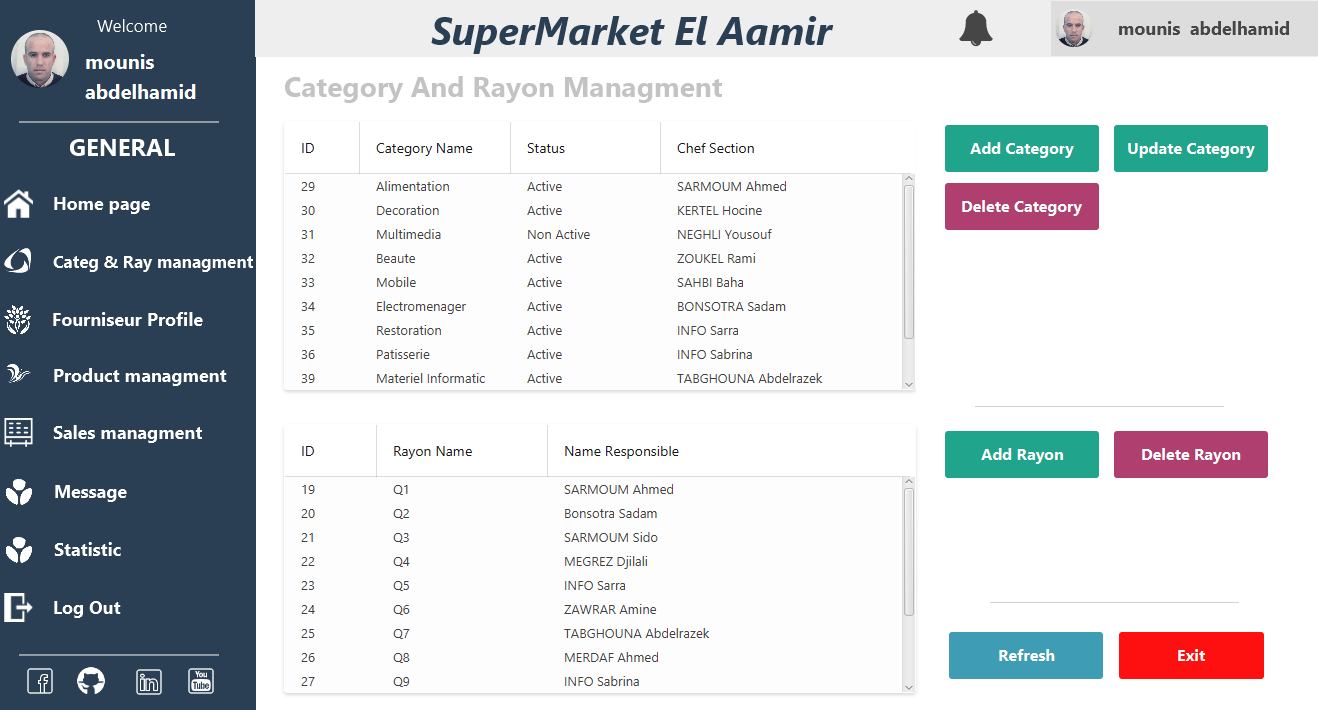 Welcome
mounis
abdelhamid
GENERAL
Home page
Categ & Ray managment
Fourniseur Profile
Product managment
Sales managment
Message
Statistic
Log Out
f
in
You
Tube
SuperMarket El Aamir
mounis abdelhamid
Category And Rayon Managment
ID Category Name Status Chef Section
29 Alimentation Active SARMOUM Ahmed
30 Decoration Active KERTEL Hocine
31 Multimedia Non Active NEGHLI Yousouf
32 Beaute Active ZOUKEL Rami
33 Mobile Active SAHBI Baha
34 Electromenager Active BONSOTRA Sadam
35 Restoration Active INFO Sarra
36 Patisserie Active INFO Sabrina
39 Materiel Informatic Active TABGHOUNA Abdelrazek
Add Category Update Category
Delete Category
ID Rayon Name Name Responsible
19 Q1 SARMOUM Ahmed
20 Q2 Bonsotra Sadam
21 Q3 SARMOUM Sido
22 Q4 MEGREZ Djilali
23 Q5 INFO Sarra
24 Q6 ZAWRAR Amine
25 Q7 TABGHOUNA Abdelrazek
26 Q8 MERDAF Ahmed
27 Q9 INFO Sabrina
Add Rayon Delete Rayon
Refresh Exit